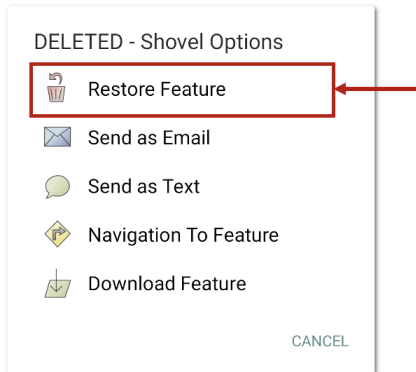 DELETED - Shovel Options
Restore Feature
Send as Email
Send as Text
Navigation To Feature
Download Feature
CANCEL